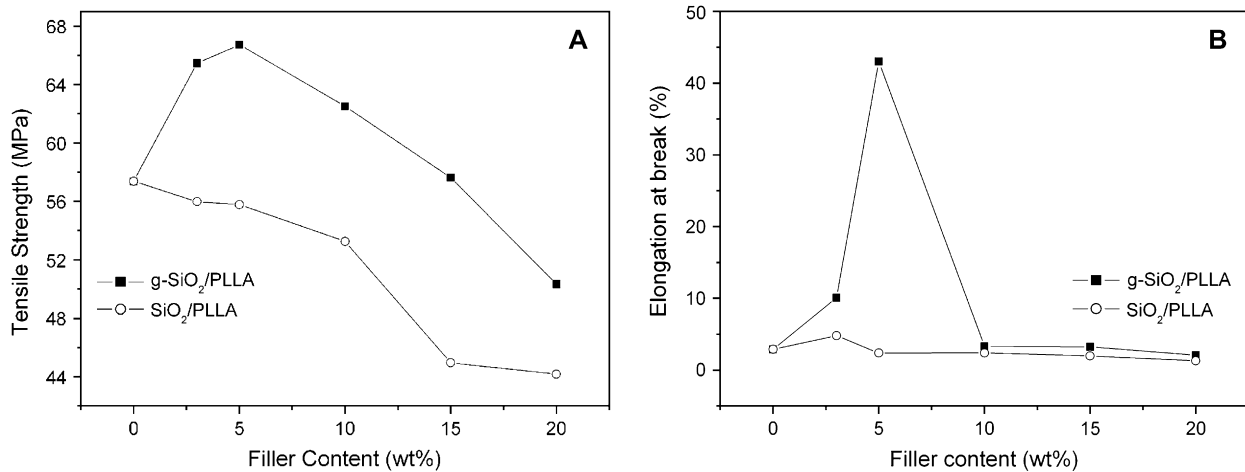 A
68
64
60
56
52
48
44
Tensile Strength (MPa)
g-SiO₂/PLLA
SiO₂/PLLA
0 5 10 15 20
Filler Content (wt%)
B
50
40
30
20
10
0
Elongation at break (%)
g-SiO₂/PLLA
SiO₂/PLLA
0 5 10 15 20
Filler content (wt%)